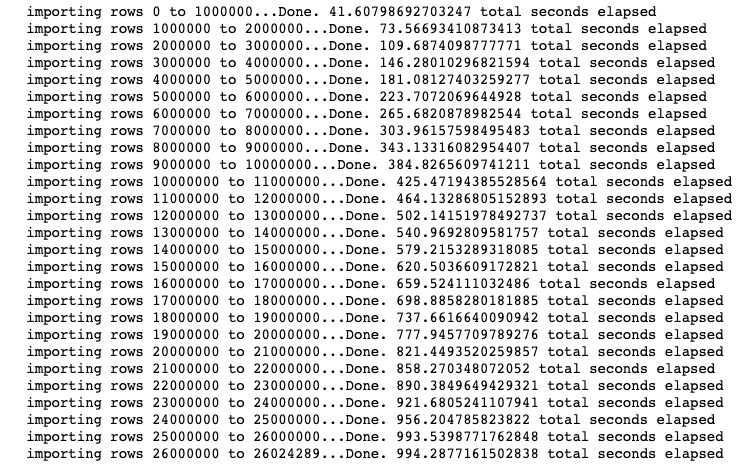 importing rows 0 to 1000000...Done. 41.60798692703247 total seconds elapsed
importing rows 1000000 to 2000000...Done. 73.56693410873413 total seconds elapsed
importing rows 2000000 to 3000000...Done. 109.6874098777771 total seconds elapsed
importing rows 3000000 to 4000000...Done. 146.28010296821594 total seconds elapsed
importing rows 4000000 to 5000000...Done. 181.08127403259277 total seconds elapsed
importing rows 5000000 to 6000000...Done. 223.7072069644928 total seconds elapsed
importing rows 6000000 to 7000000...Done. 265.6820878982544 total seconds elapsed
importing rows 7000000 to 8000000...Done. 303.96157598495483 total seconds elapsed
importing rows 8000000 to 9000000...Done. 343.13316082954407 total seconds elapsed
importing rows 9000000 to 10000000...Done. 384.8265609741211 total seconds elapsed
importing rows 10000000 to 11000000...Done. 425.47194385528564 total seconds elapsed
importing rows 11000000 to 12000000...Done. 464.13286805152893 total seconds elapsed
importing rows 12000000 to 13000000...Done. 502.14151978492737 total seconds elapsed
importing rows 13000000 to 14000000...Done. 540.9692809581757 total seconds elapsed
importing rows 14000000 to 15000000...Done. 579.2153289318085 total seconds elapsed
importing rows 15000000 to 16000000...Done. 620.5036609172821 total seconds elapsed
importing rows 16000000 to 17000000...Done. 659.524111032486 total seconds elapsed
importing rows 17000000 to 18000000...Done. 698.8858280181885 total seconds elapsed
importing rows 18000000 to 19000000...Done. 737.6616640090942 total seconds elapsed
importing rows 19000000 to 20000000...Done. 777.9457709789276 total seconds elapsed
importing rows 20000000 to 21000000...Done. 821.4493520259857 total seconds elapsed
importing rows 21000000 to 22000000...Done. 858.270348072052 total seconds elapsed
importing rows 22000000 to 23000000...Done. 890.3849649429321 total seconds elapsed
importing rows 23000000 to 24000000...Done. 921.6805241107941 total seconds elapsed
importing rows 24000000 to 25000000...Done. 956.204785823822 total seconds elapsed
importing rows 25000000 to 26000000...Done. 993.5398771762848 total seconds elapsed
importing rows 26000000 to 26024289...Done. 994.2877161502838 total seconds elapsed